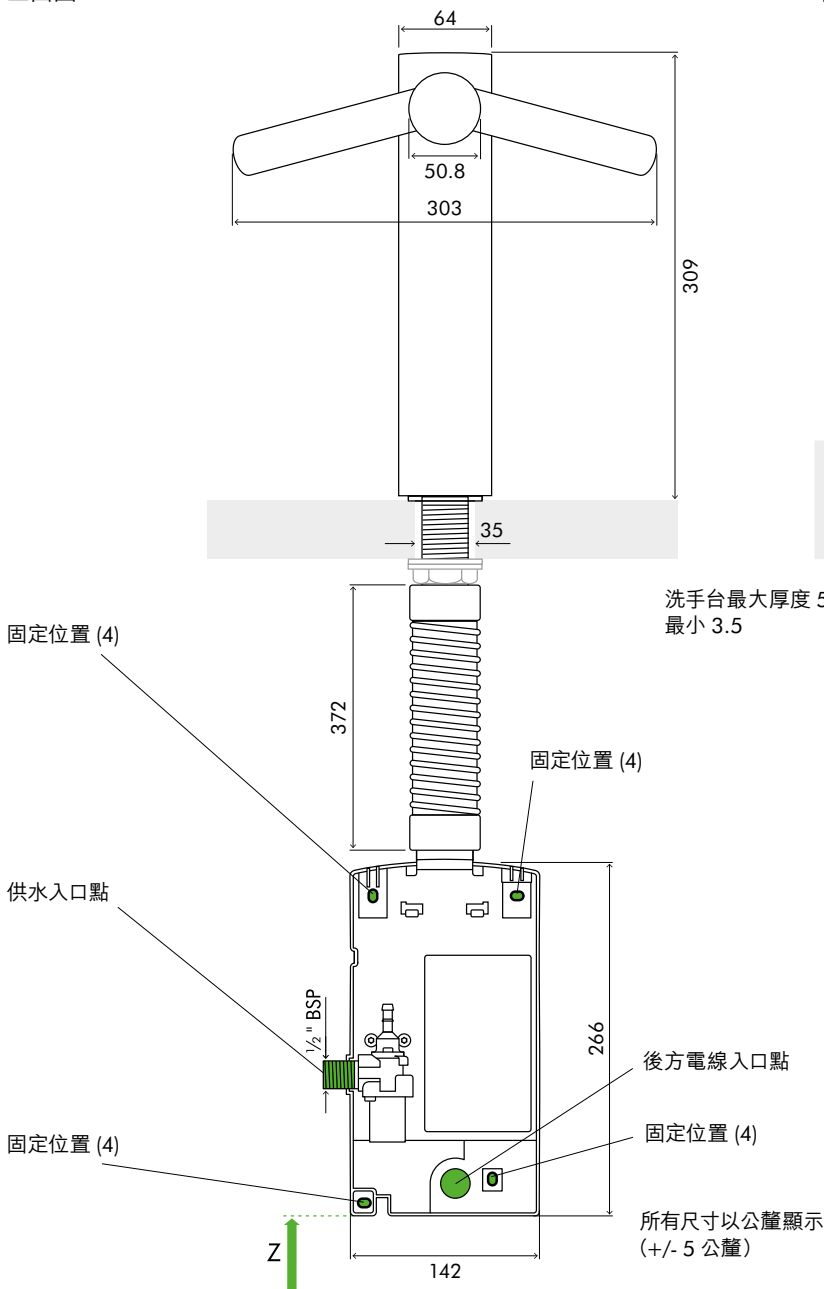 64
50.8
303
309
35
洗手台最大厚度 5
最小 3.5
固定位置 (4)
372
固定位置 (4)
供水入口點
1/2 " BSP
266
後方電線入口點
固定位置 (4)
固定位置 (4)
所有尺寸以公釐顯示
(+/- 5 公釐)
Z
142